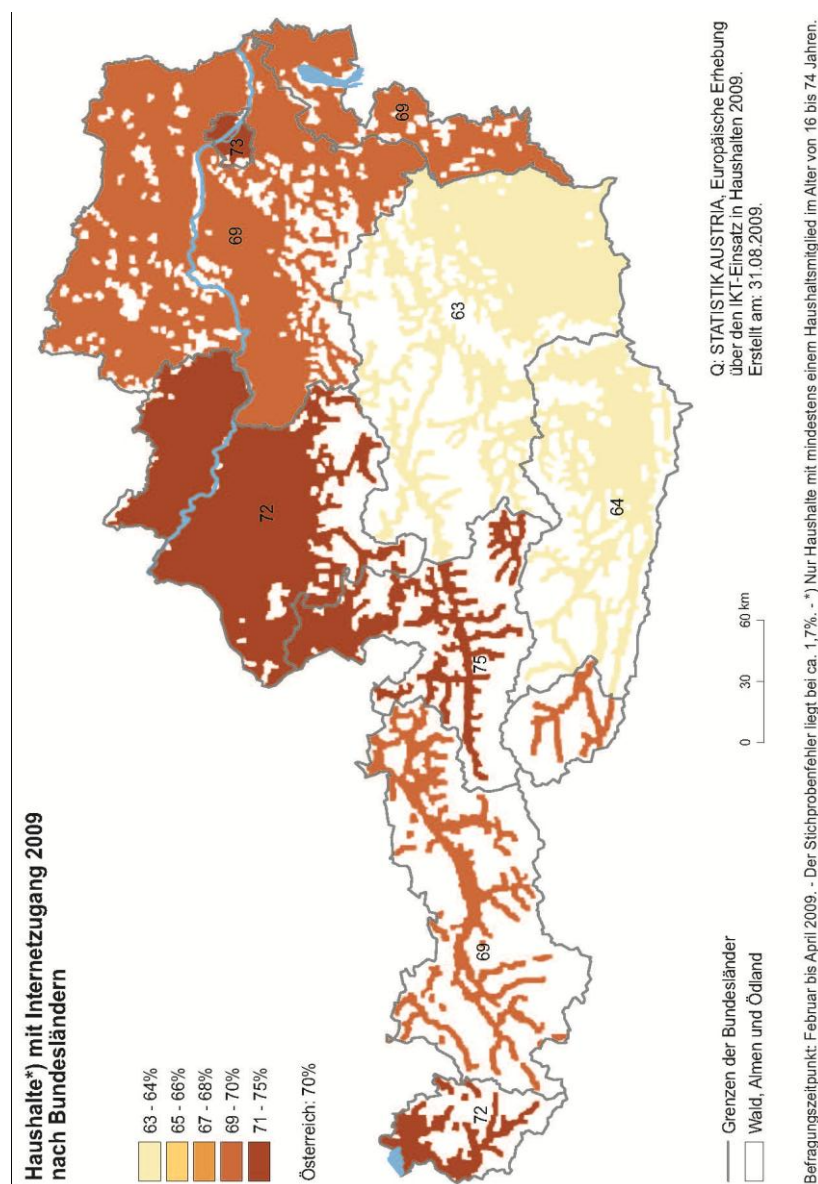 Haushalte*) mit Internetzugang 2009
nach Bundesländern
63 - 64%
65 - 66%
67 - 68%
69 - 70%
71 - 75%
Österreich: 70%
72
69
75
72
64
63
69
73
69
0 30 60 km
Grenzen der Bundesländer
Wald, Almen und Ödland
Q: STATISTIK AUSTRIA, Europäische Erhebung
über den IKT-Einsatz in Haushalten 2009.
Erstellt am: 31.08.2009.
Befragungszeitpunkt: Februar bis April 2009. - Der Stichprobenfehler liegt bei ca. 1,7%. - *) Nur Haushalte mit mindestens einem Haushaltsmitglied im Alter von 16 bis 74 Jahren.